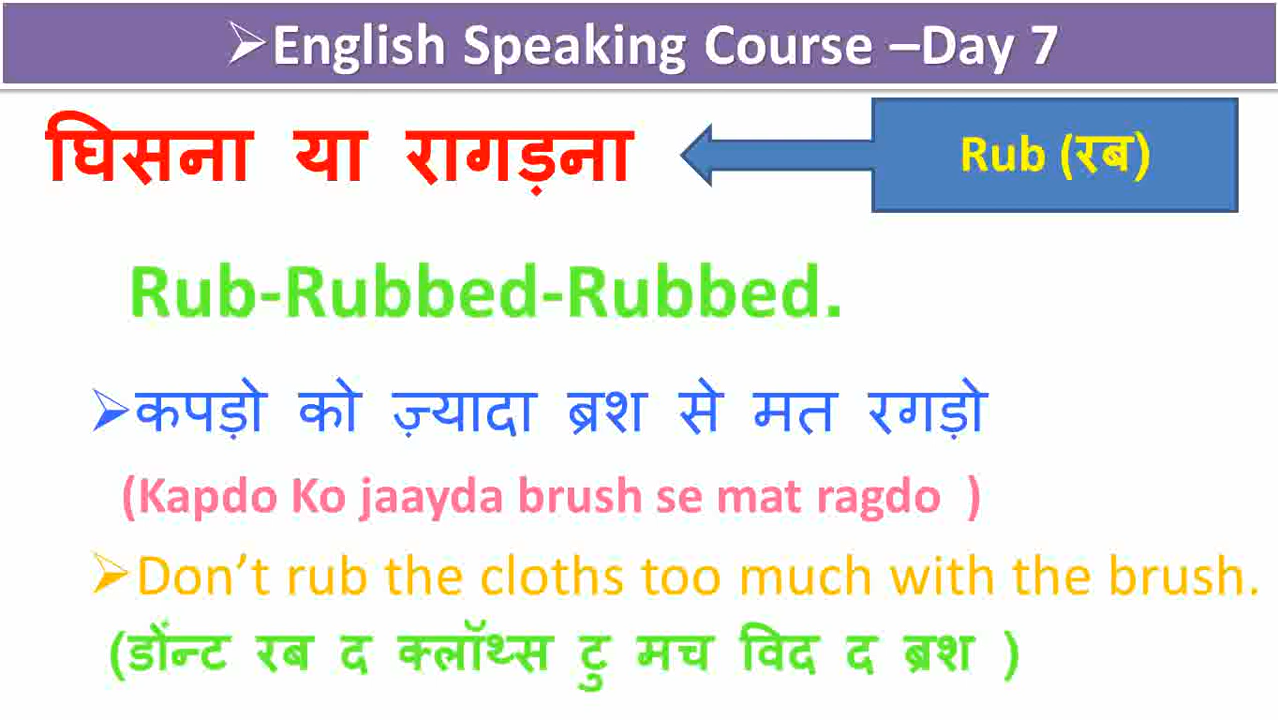 ➢English Speaking Course –Day 7
घिसना या रागड़ना
Rub (रब)
Rub-Rubbed-Rubbed.
➢कपड़ो को ज़्यादा ब्रश से मत रगड़ो
(Kapdo Ko jaayda brush se mat ragdo )
➢Don’t rub the cloths too much with the brush.
(डोंन्ट रब द क्लॉथ्स टु मच विद द ब्रश )